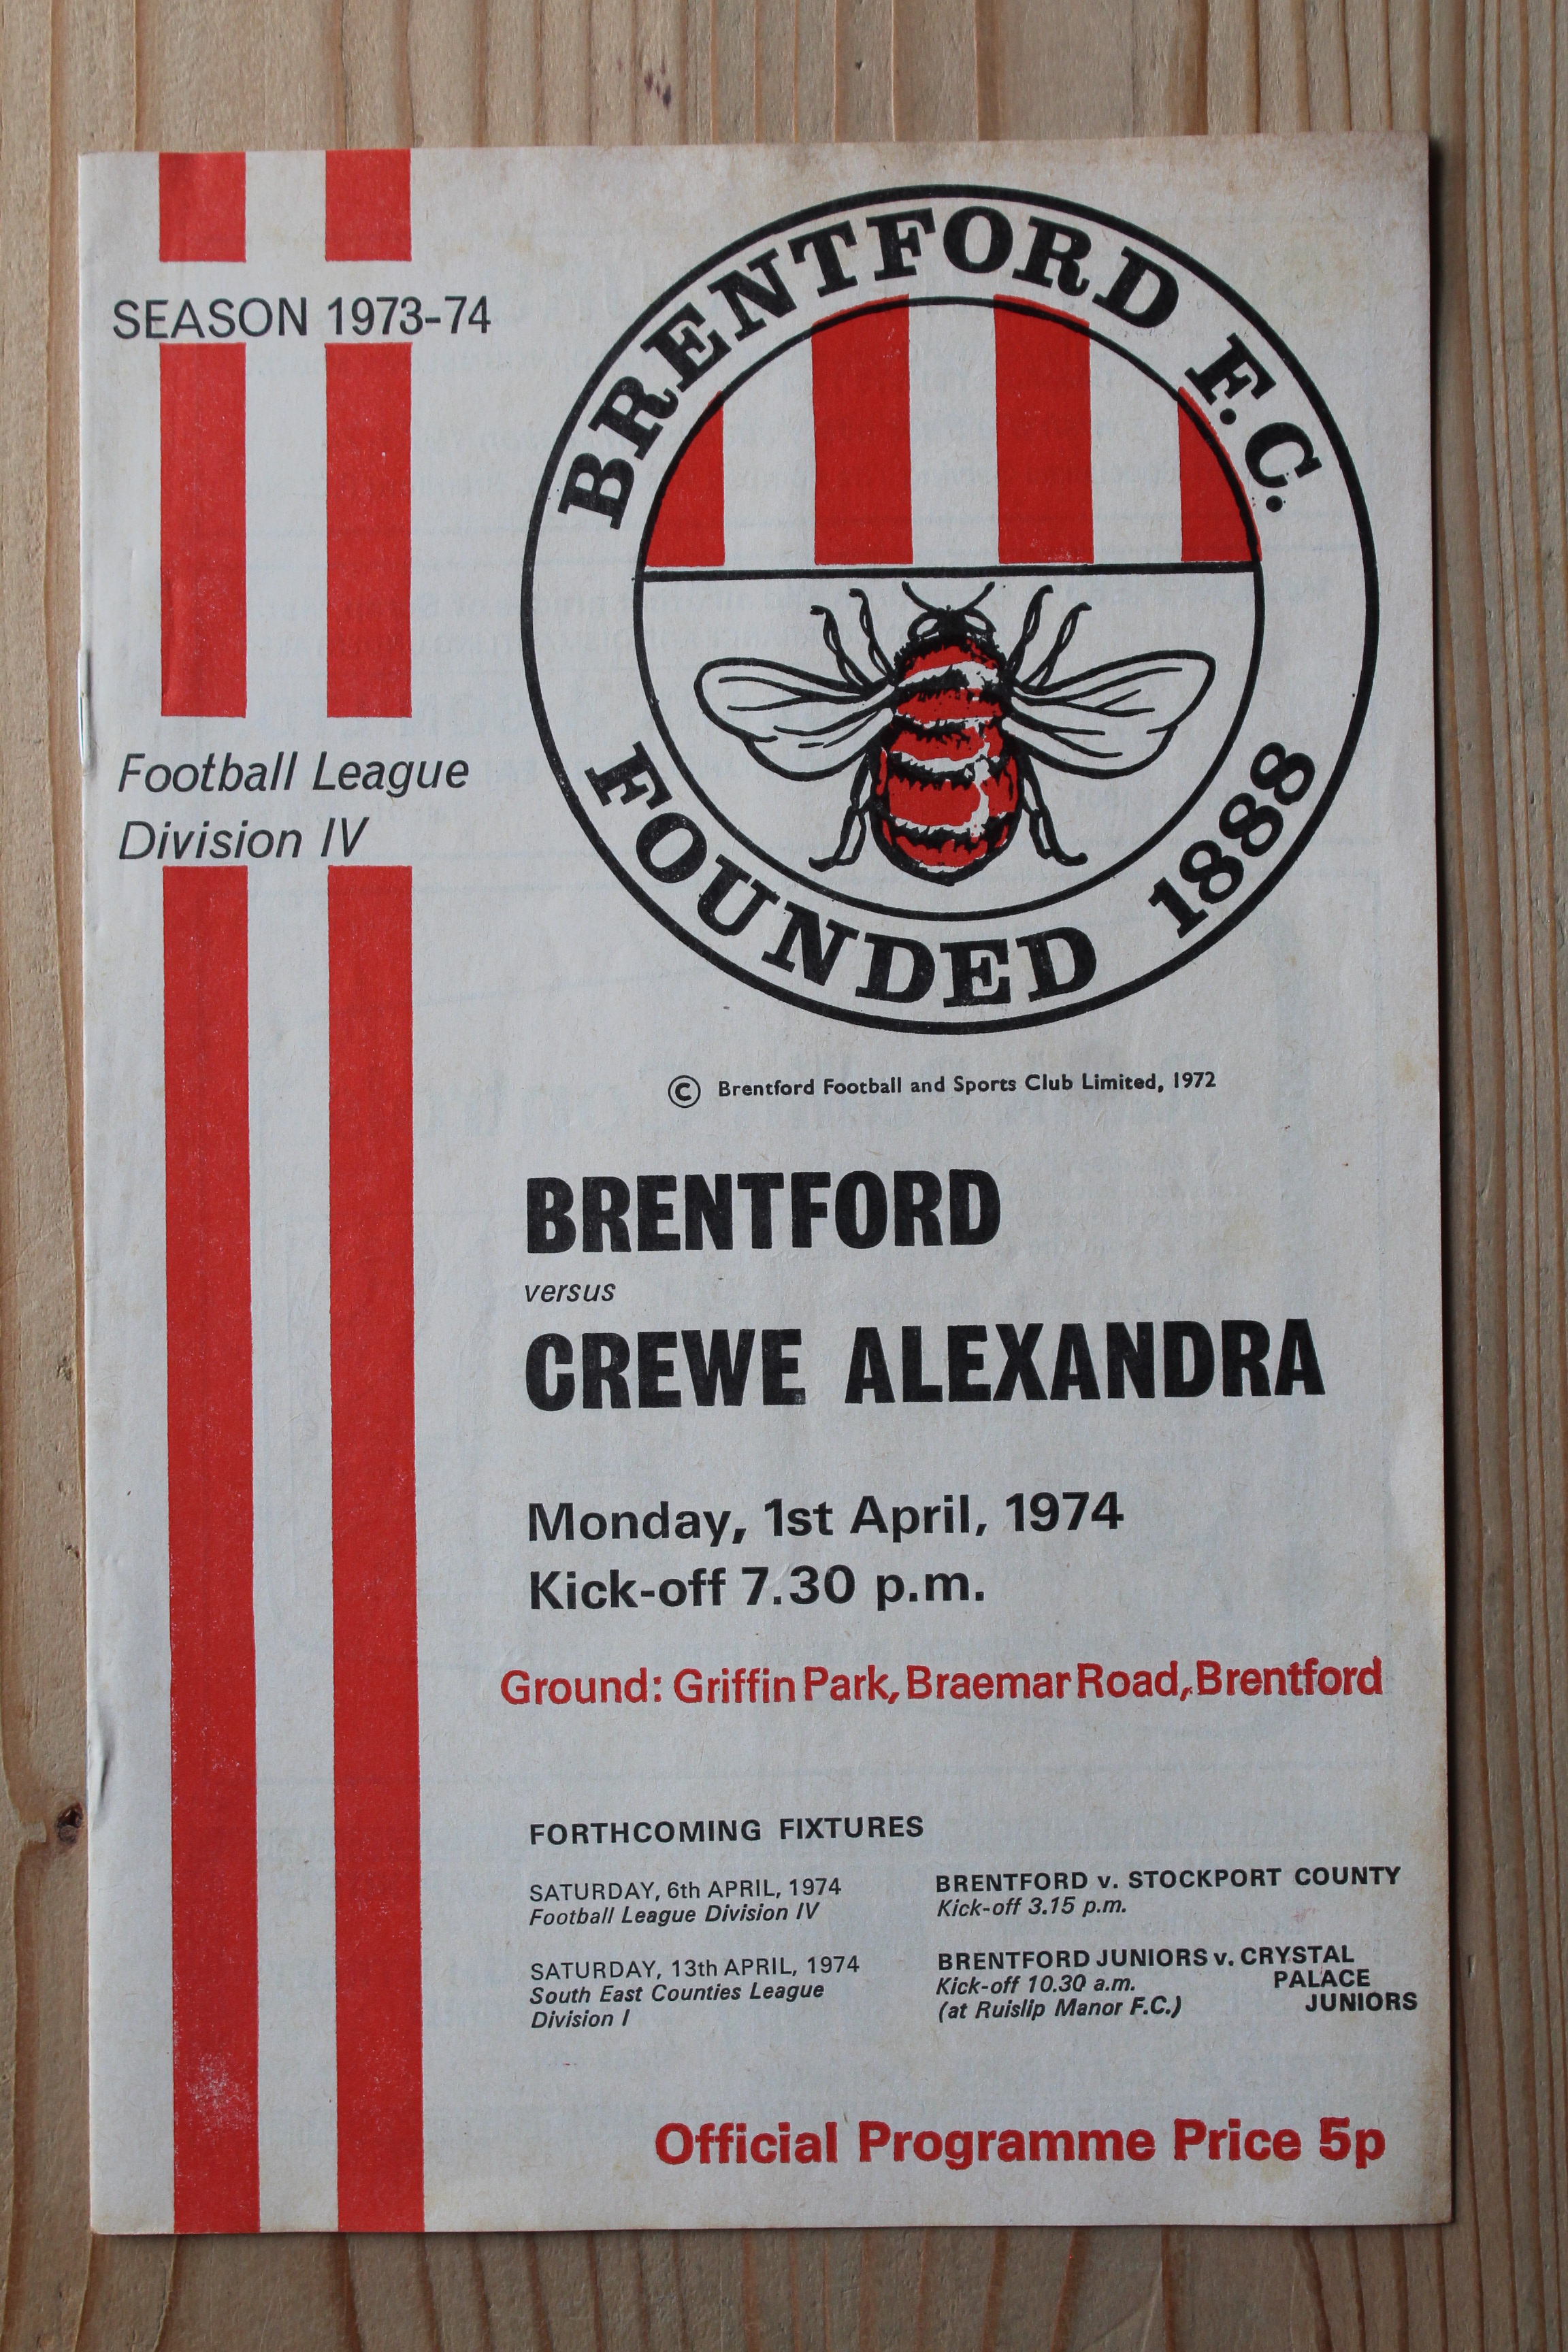 SEASON 1973-74
Football League
Division IV
BRENTFORD F.C.
FOUNDED 1888
© Brentford Football and Sports Club Limited, 1972
BRENTFORD
versus
CREWE ALEXANDRA
Monday, 1st April, 1974
Kick-off 7.30 p.m.
Ground: Griffin Park, Braemar Road, Brentford
FORTHCOMING FIXTURES
SATURDAY, 6th APRIL, 1974
Football League Division IV
BRENTFORD v. STOCKPORT COUNTY
Kick-off 3.15 p.m.
SATURDAY, 13th APRIL, 1974
South East Counties League
Division I
BRENTFORD JUNIORS v. CRYSTAL
PALACE
JUNIORS
Kick-off 10.30 a.m.
(at Ruislip Manor F.C.)
Official Programme Price 5p